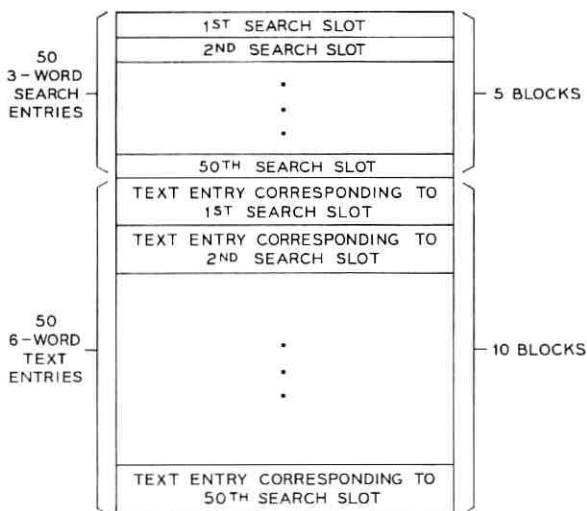 50
3-WORD
SEARCH
ENTRIES
1ST SEARCH SLOT
2ND SEARCH SLOT
50TH SEARCH SLOT
5 BLOCKS
50
6-WORD
TEXT
ENTRIES
TEXT ENTRY CORRESPONDING TO
1ST SEARCH SLOT
TEXT ENTRY CORRESPONDING TO
2ND SEARCH SLOT
TEXT ENTRY CORRESPONDING TO
50TH SEARCH SLOT
10 BLOCKS